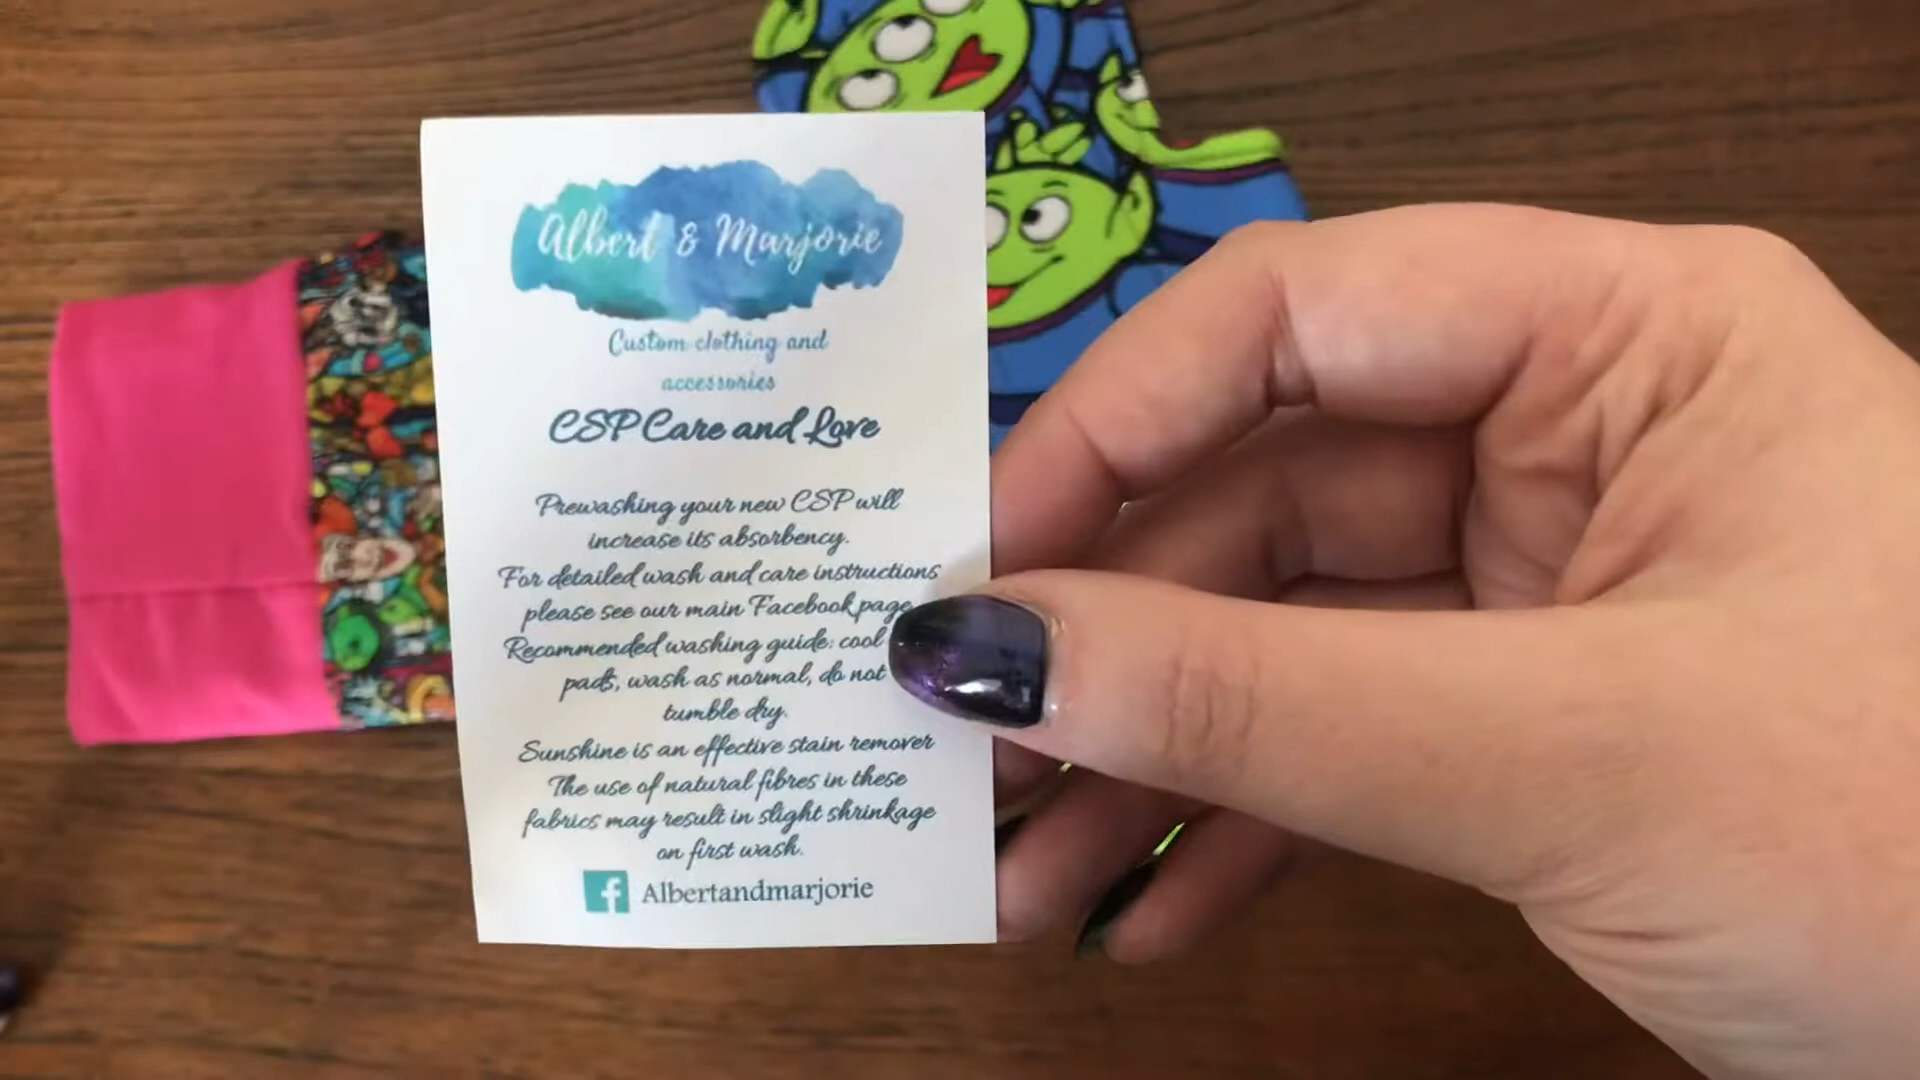 Albert & Marjorie
Custom clothing and
accessories
CSP Care and Love
Prewashing your new CSP will
increase its absorbency.
For detailed wash and care instructions
please see our main Facebook page
Recommended washing guide: cool
pads, wash as normal, do not
tumble dry.
Sunshine is an effective stain remover
The use of natural fibres in these
fabrics may result in slight shrinkage
on first wash.
f Albertandmarjorie